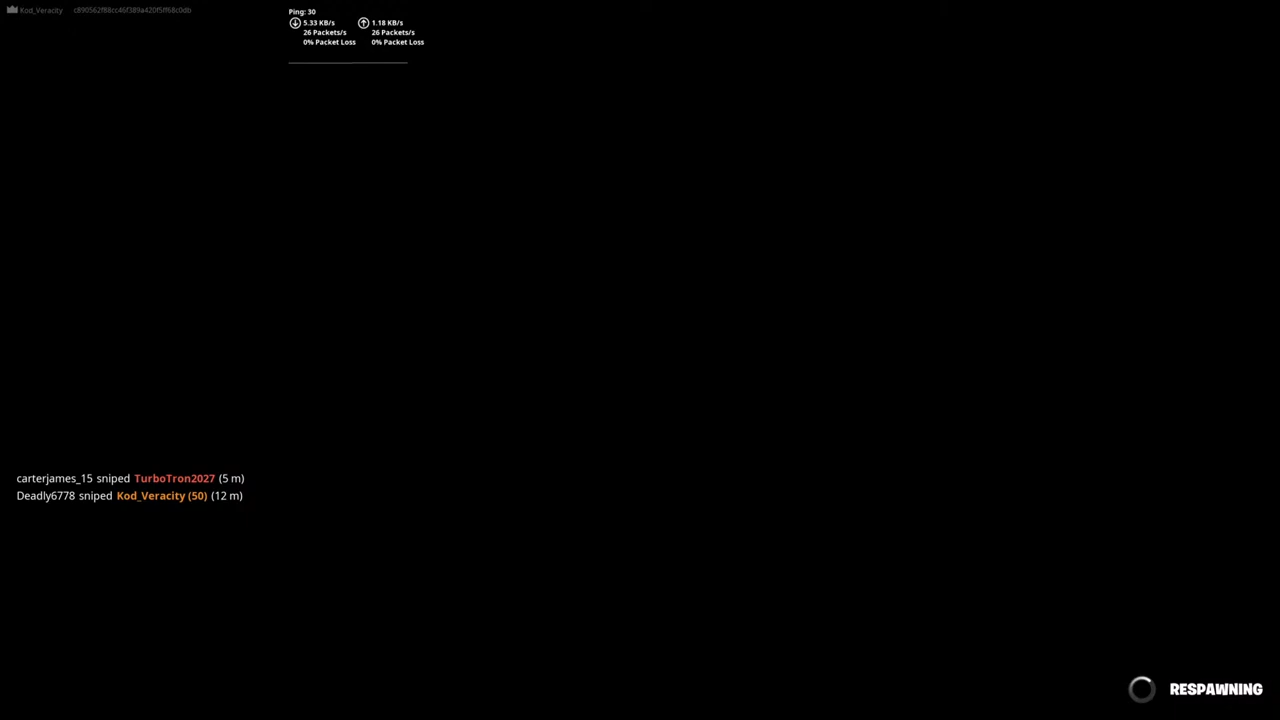 Kod_Veracity
Ping: 30
5.33 KB/s 1.18 KB/s
26 Packets/s 26 Packets/s
0% Packet Loss 0% Packet Loss
carterjames_15 sniped TurboTron2027 (5 m)
Deadly6778 sniped Kod_Veracity (50) (12 m)
RESPAWNING